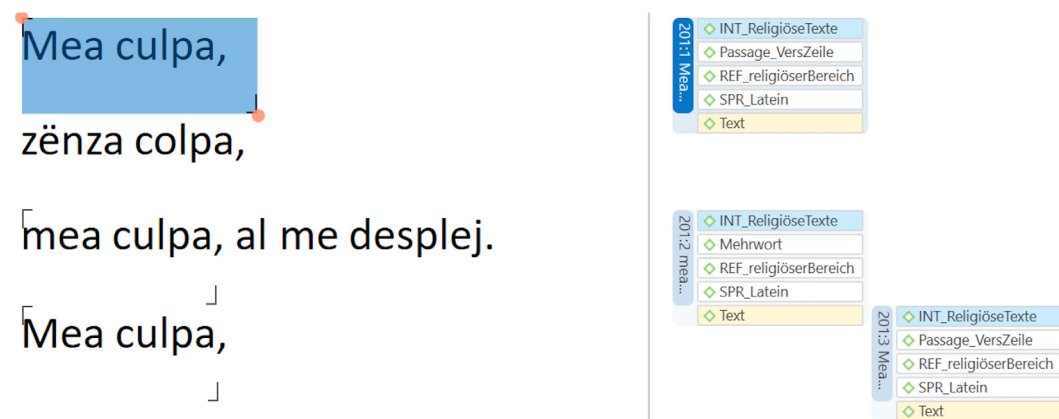 Mea culpa,
zënza colpa,
mea culpa, al me desplej.
Mea culpa,
201:1 Mea...
INT_ReligiöseTexte
Passage_VersZeile
REF_religiöserBereich
SPR_Latein
Text
201:2 mea...
INT_ReligiöseTexte
Mehrwort
REF_religiöserBereich
SPR_Latein
Text
201:3 Mea...
INT_ReligiöseTexte
Passage_VersZeile
REF_religiöserBereich
SPR_Latein
Text